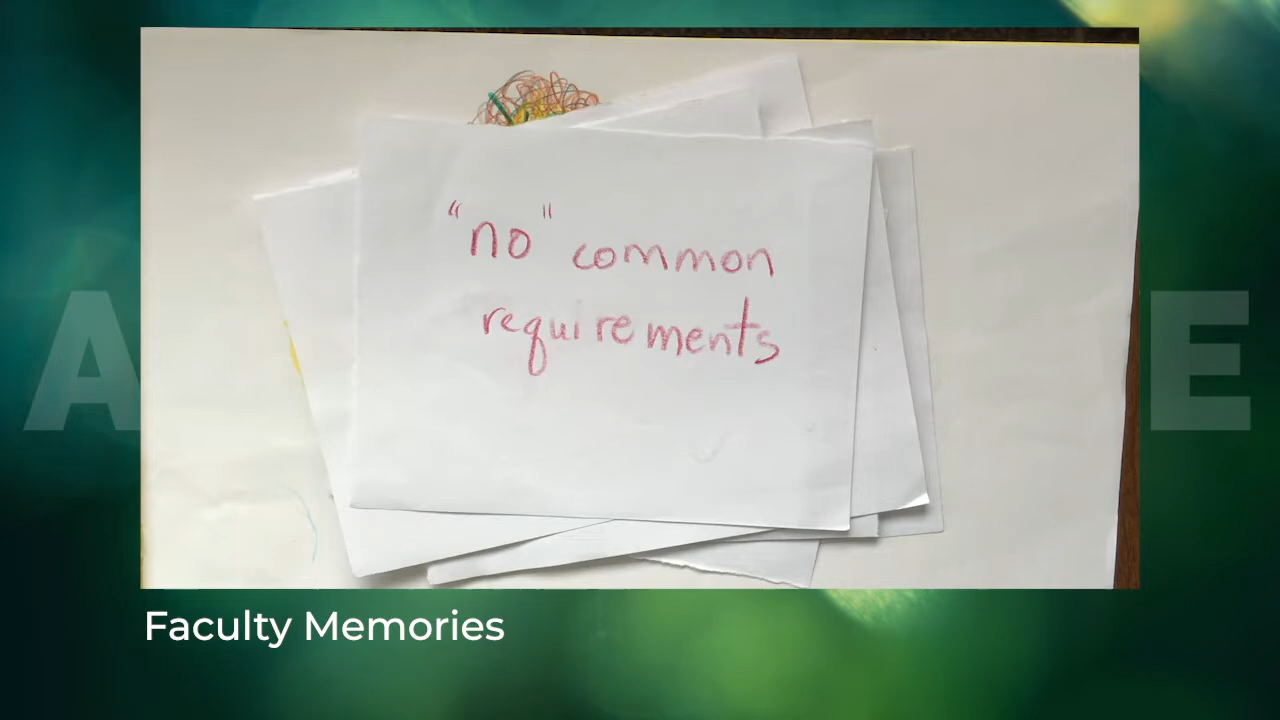 "no" common
requirements
A
E
Faculty Memories